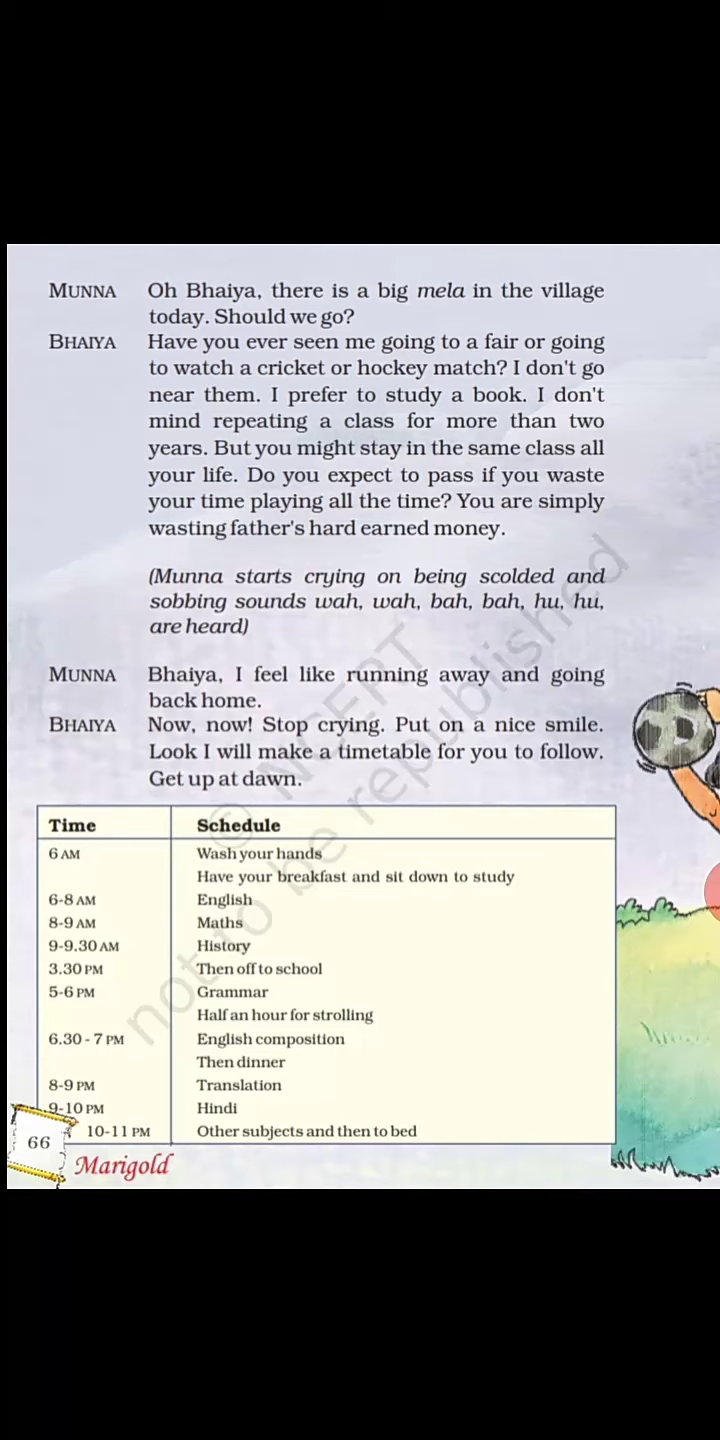 MUNNA Oh Bhaiya, there is a big mela in the village
today. Should we go?
BHAIYA Have you ever seen me going to a fair or going
to watch a cricket or hockey match? I don't go
near them. I prefer to study a book. I don't
mind repeating a class for more than two
years. But you might stay in the same class all
your life. Do you expect to pass if you waste
your time playing all the time? You are simply
wasting father's hard earned money.
(Munna starts crying on being scolded and
sobbing sounds wah, wah, bah, bah, hu, hu,
are heard)
MUNNA Bhaiya, I feel like running away and going
back home.
BHAIYA Now, now! Stop crying. Put on a nice smile.
Look I will make a timetable for you to follow.
Get up at dawn.
Time Schedule
6 AM Wash your hands
Have your breakfast and sit down to study
6-8 AM English
8-9 AM Maths
9-9.30 AM History
3.30 PM Then off to school
5-6 PM Grammar
Half an hour for strolling
6.30 - 7 PM English composition
Then dinner
8-9 PM Translation
9-10 PM Hindi
10-11 PM Other subjects and then to bed
66
Marigold
© NCERT
not to be republished